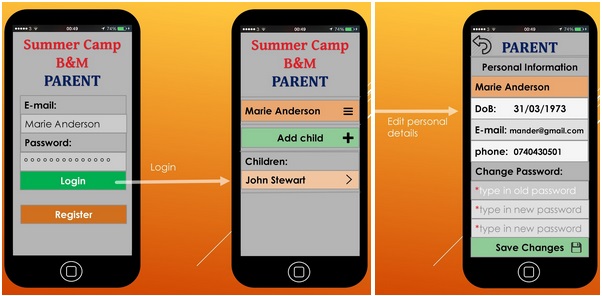 74%
Summer Camp
B&M
PARENT
E-mail:
Marie Anderson
Password:
Login
Register
Login
74%
Summer Camp
B&M
PARENT
Marie Anderson
Add child
Children:
John Stewart
Edit personal
details
74%
PARENT
Personal Information
Marie Anderson
DoB: 31/03/1973
E-mail: mander@gmail.com
phone: 0740430501
Change Password:
*type in old password
*type in new password
*type in new password
Save Changes